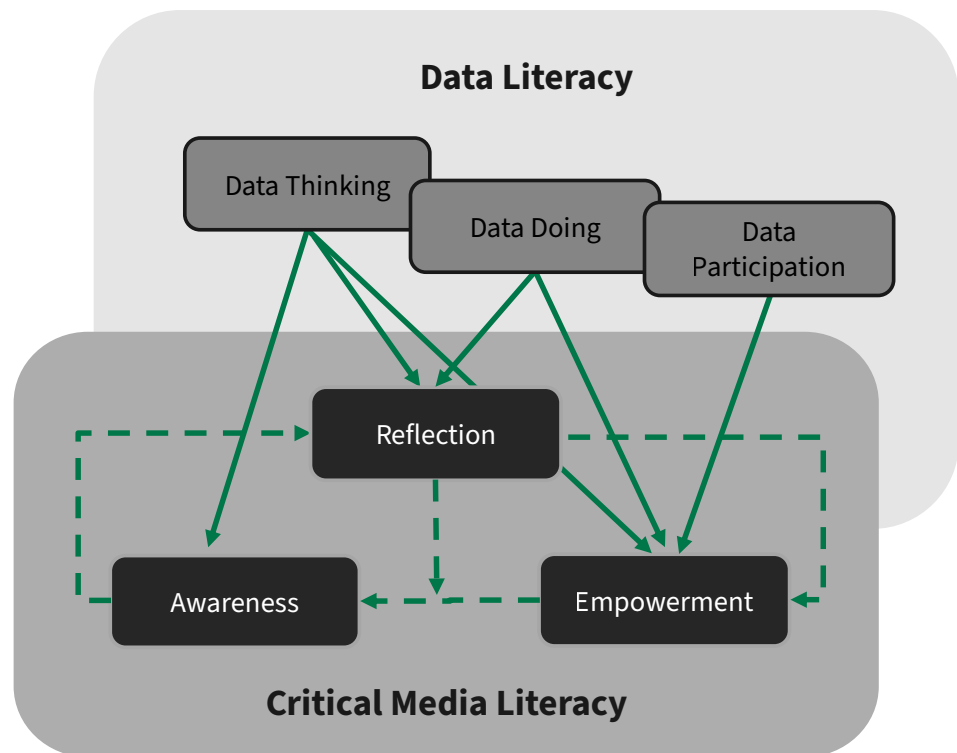 Data Literacy
Data Thinking
Data Doing
Data
Participation
Reflection
Awareness
Empowerment
Critical Media Literacy